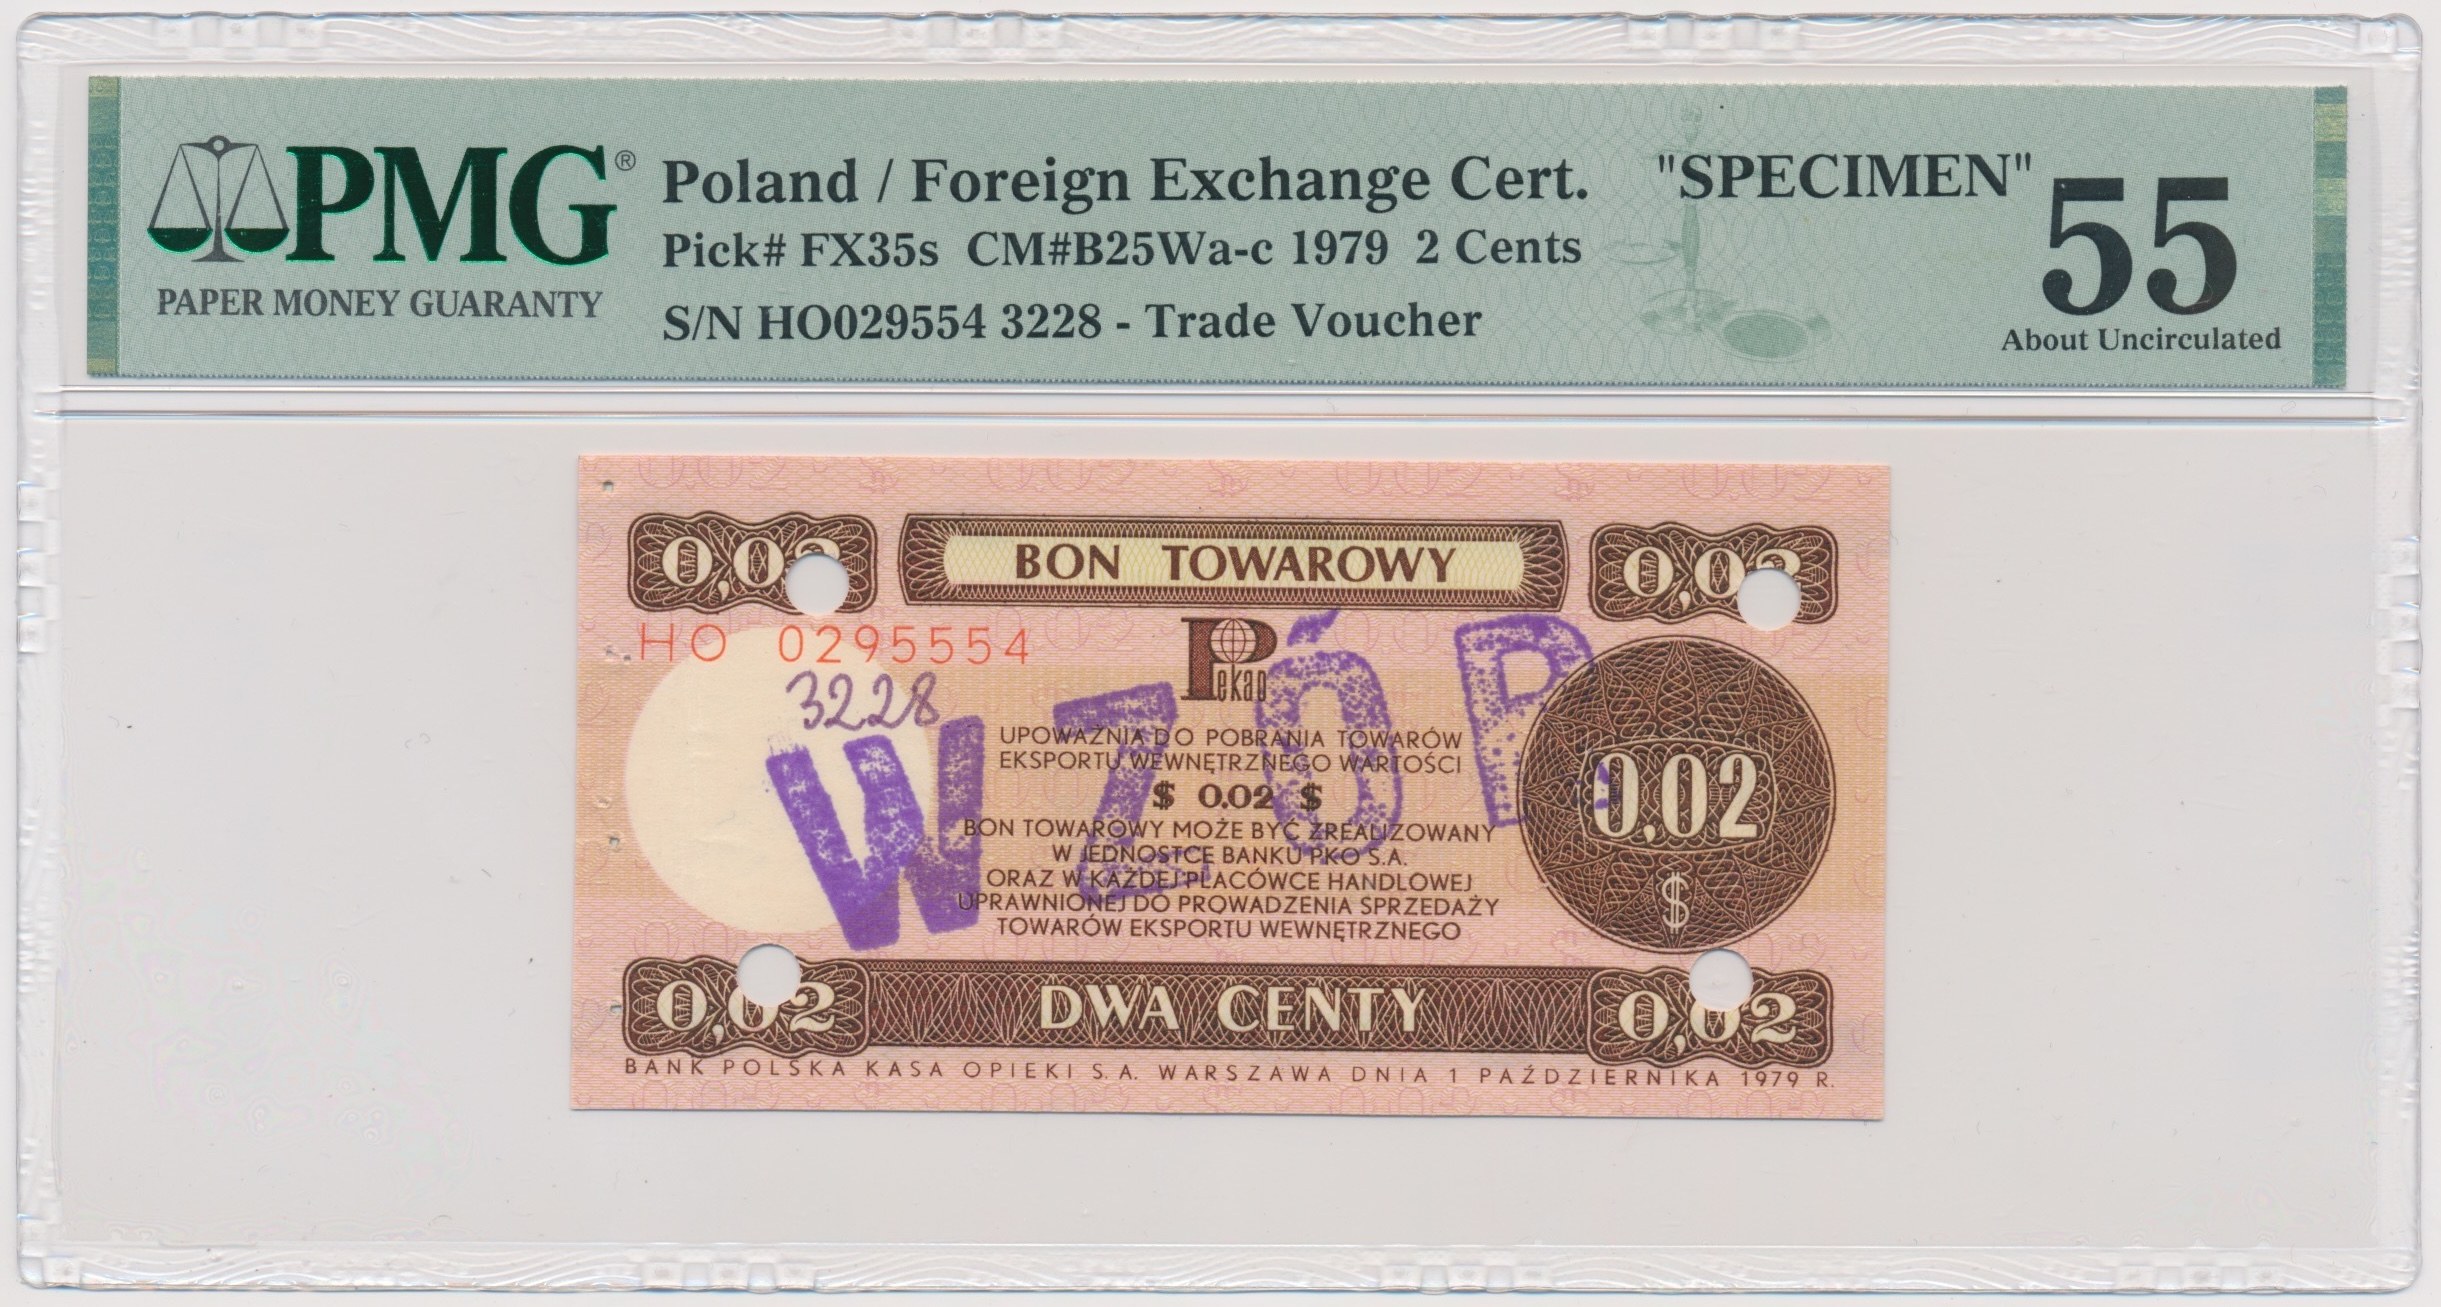 PMG® Poland / Foreign Exchange Cert. "SPECIMEN" 55
Pick# FX35s CM#B25Wa-c 1979 2 Cents
PAPER MONEY GUARANTY S/N HO029554 3228 - Trade Voucher About Uncirculated
0,02 BON TOWAROWY 0,02
HO 0295554
3228
Pekao
WZÓR
UPOWAŻNIA DO POBRANIA TOWARÓW
EKSPORTU WEWNĘTRZNEGO WARTOŚCI
$ 0.02 $
0,02
$
BON TOWAROWY MOŻE BYĆ ZREALIZOWANY
W JEDNOSTCE BANKU PKO S.A.
ORAZ W KAŻDEJ PLACÓWCE HANDLOWEJ
UPRAWNIONEJ DO PROWADZENIA SPRZEDAŻY
TOWARÓW EKSPORTU WEWNĘTRZNEGO
0,02 DWA CENTY 0,02
BANK POLSKA KASA OPIEKI S.A. WARSZAWA DNIA 1 PAŹDZIERNIKA 1979 R.